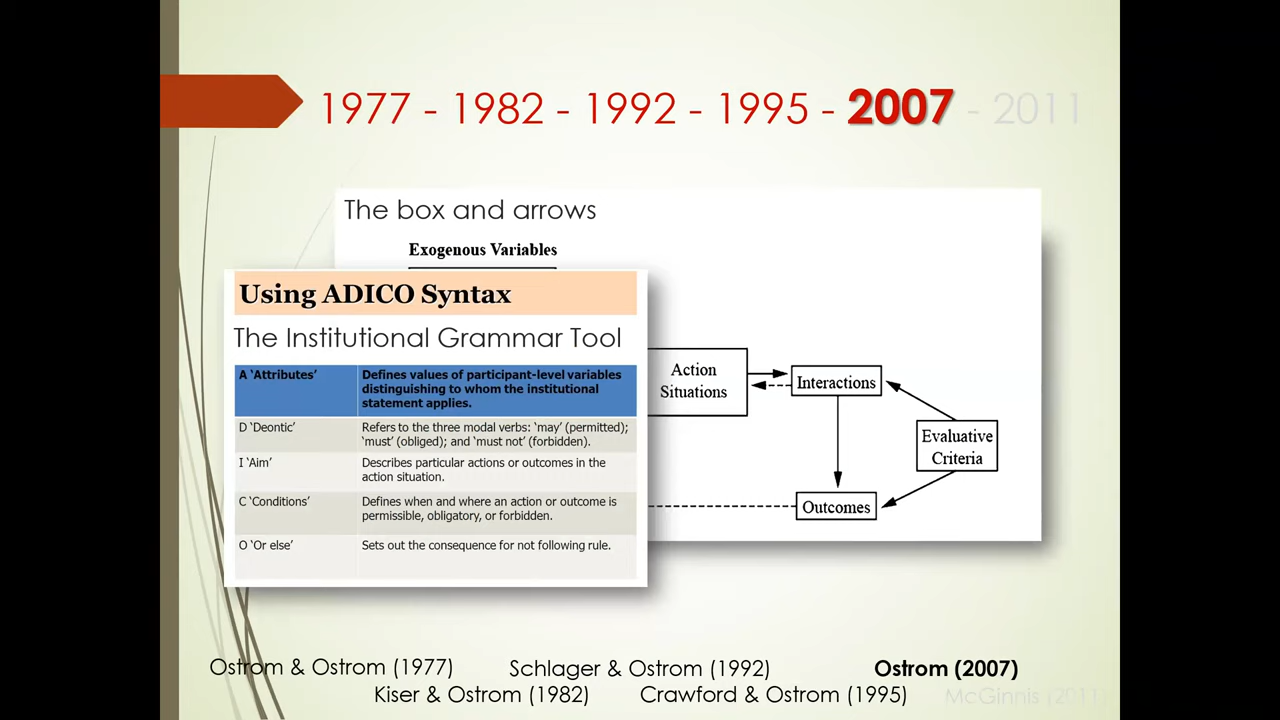 1977 - 1982 - 1992 - 1995 - 2007 - 2011
The box and arrows
Exogenous Variables
Using ADICO Syntax
The Institutional Grammar Tool
A ‘Attributes’
Defines values of participant-level variables
distinguishing to whom the institutional
statement applies.
D ‘Deontic’
Refers to the three modal verbs: ‘may’ (permitted);
‘must’ (obliged); and ‘must not’ (forbidden).
I ‘Aim’
Describes particular actions or outcomes in the
action situation.
C ‘Conditions’
Defines when and where an action or outcome is
permissible, obligatory, or forbidden.
O ‘Or else’
Sets out the consequence for not following rule.
Action
Situations
Interactions
Evaluative
Criteria
Outcomes
Ostrom & Ostrom (1977)
Schlager & Ostrom (1992)
Ostrom (2007)
Kiser & Ostrom (1982)
Crawford & Ostrom (1995)
McGinnis (2011)